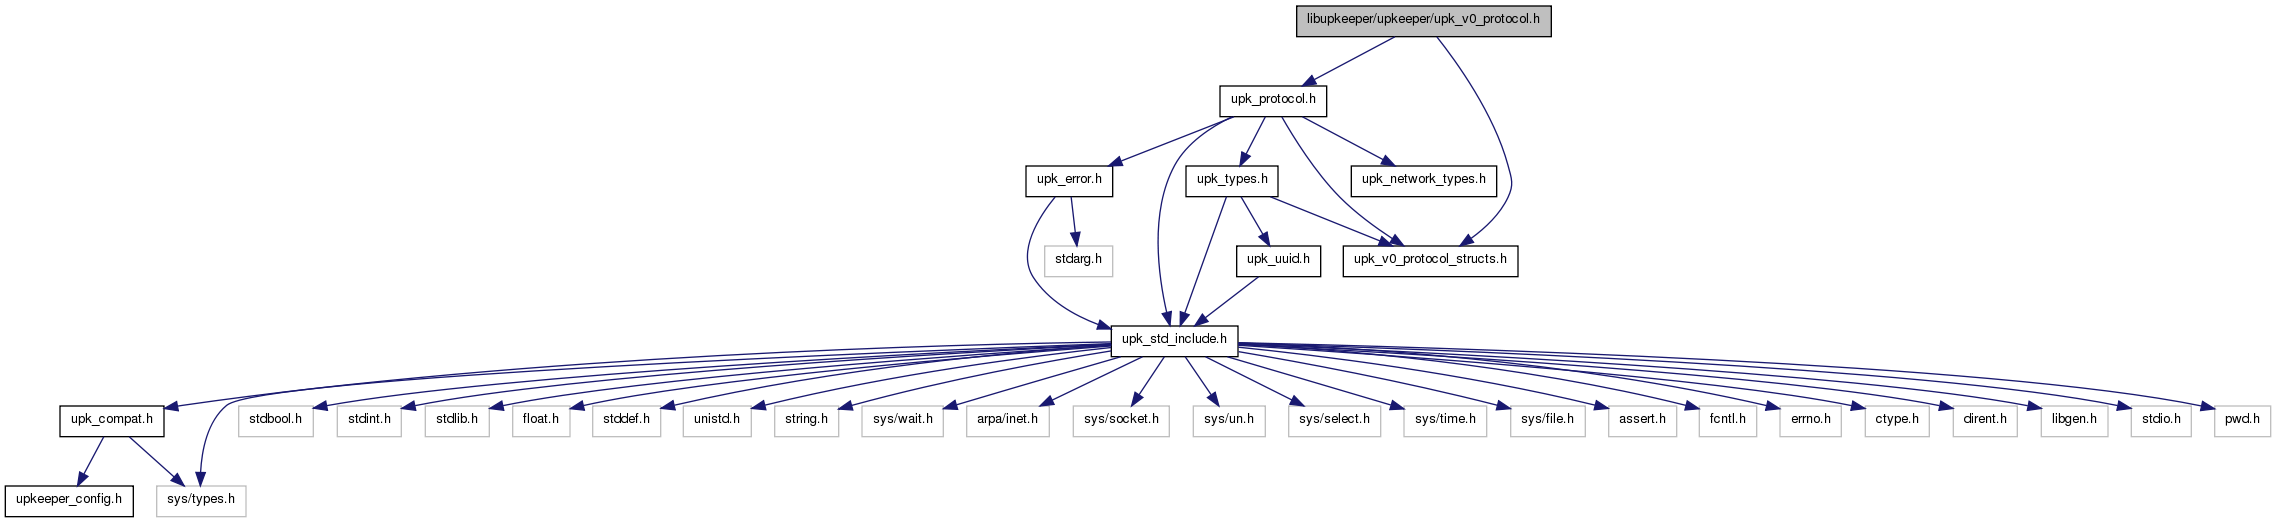 libupkeeper/upkeeper/upk_v0_protocol.h
upk_protocol.h
upk_error.h
upk_types.h
upk_network_types.h
stdarg.h
upk_uuid.h
upk_v0_protocol_structs.h
upk_std_include.h
upk_compat.h
stdbool.h
stdint.h
stdlib.h
float.h
stddef.h
unistd.h
string.h
sys/wait.h
arpa/inet.h
sys/socket.h
sys/un.h
sys/select.h
sys/time.h
sys/file.h
assert.h
fcntl.h
errno.h
ctype.h
dirent.h
libgen.h
stdio.h
pwd.h
upkeeper_config.h
sys/types.h